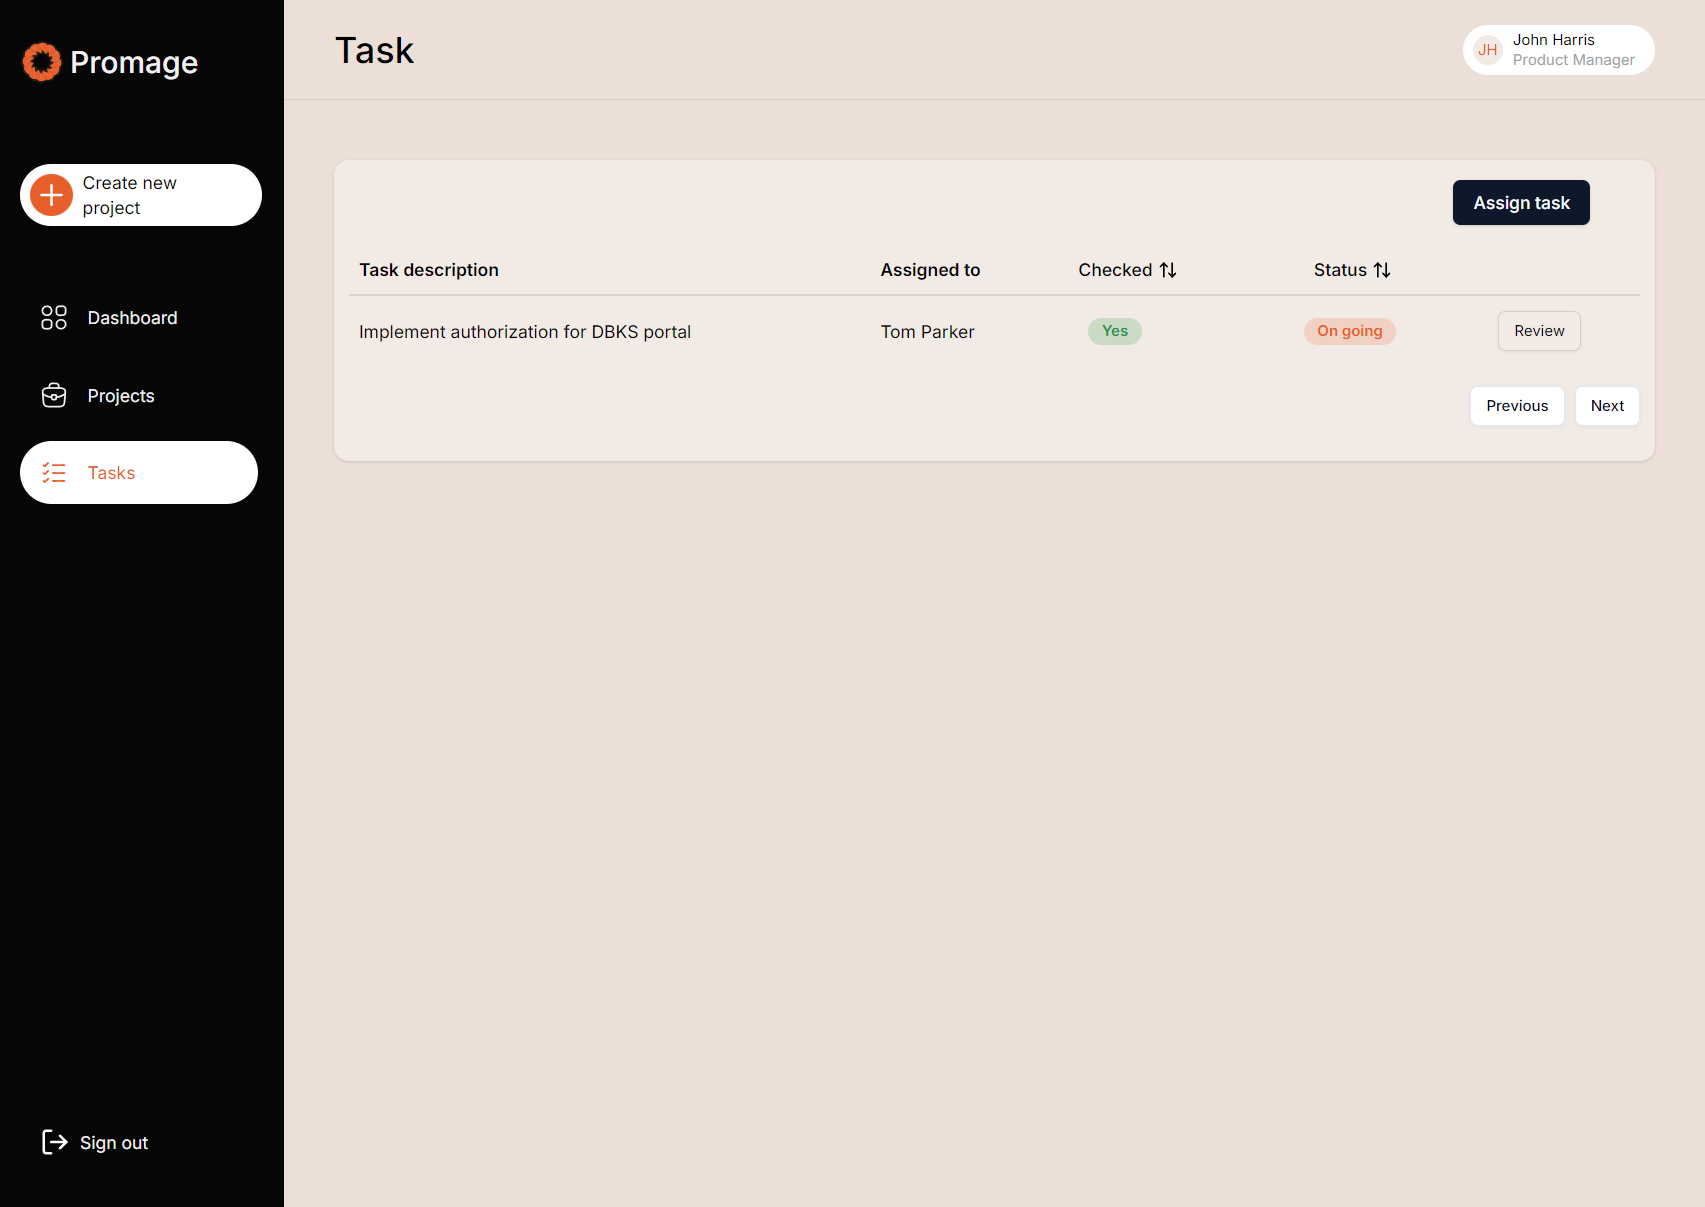 Promage
Task
JH
John Harris
Product Manager
Create new
project
Dashboard
Projects
Tasks
Sign out
Assign task
Task description Assigned to Checked Status
Implement authorization for DBKS portal Tom Parker Yes On going Review
Previous Next